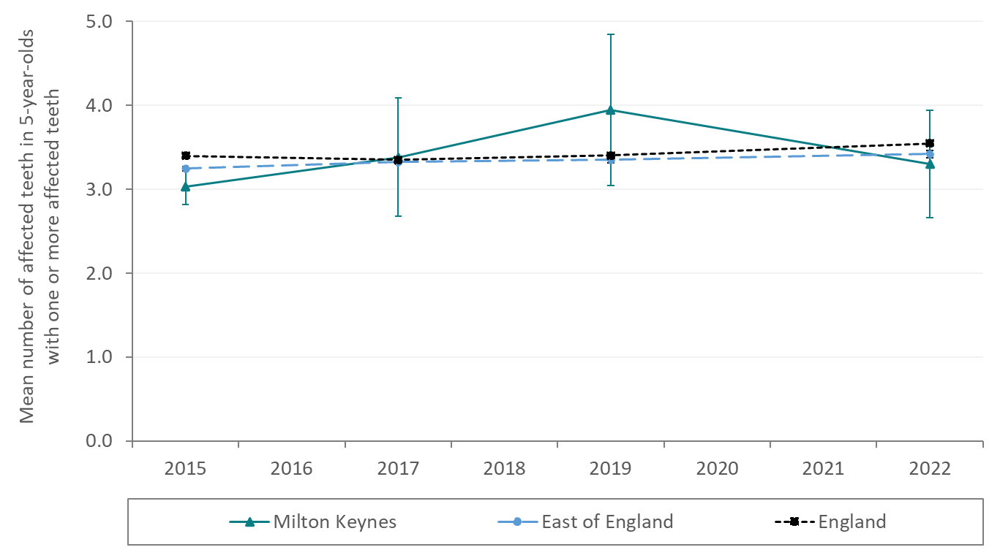 Mean number of affected teeth in 5-year-olds
with one or more affected teeth
5.0
4.0
3.0
2.0
1.0
0.0
2015 2016 2017 2018 2019 2020 2021 2022
Milton Keynes East of England England